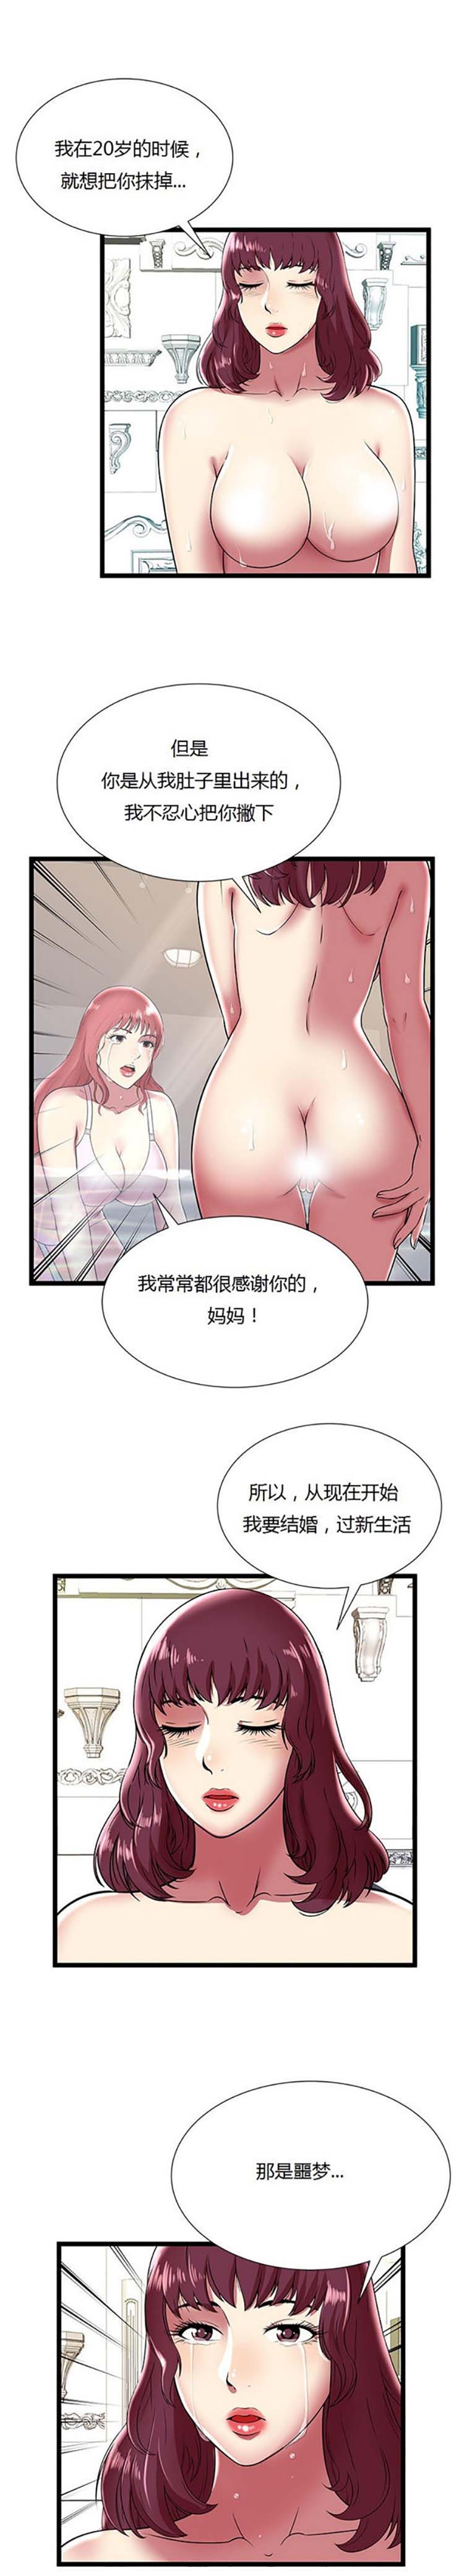 我在20岁的时候，
就想把你抹掉...
但是
你是从我肚子里出来的，
我不忍心把你撇下
我常常都很感谢你的，
妈妈！
所以，从现在开始
我要结婚，过新生活
那是噩梦...